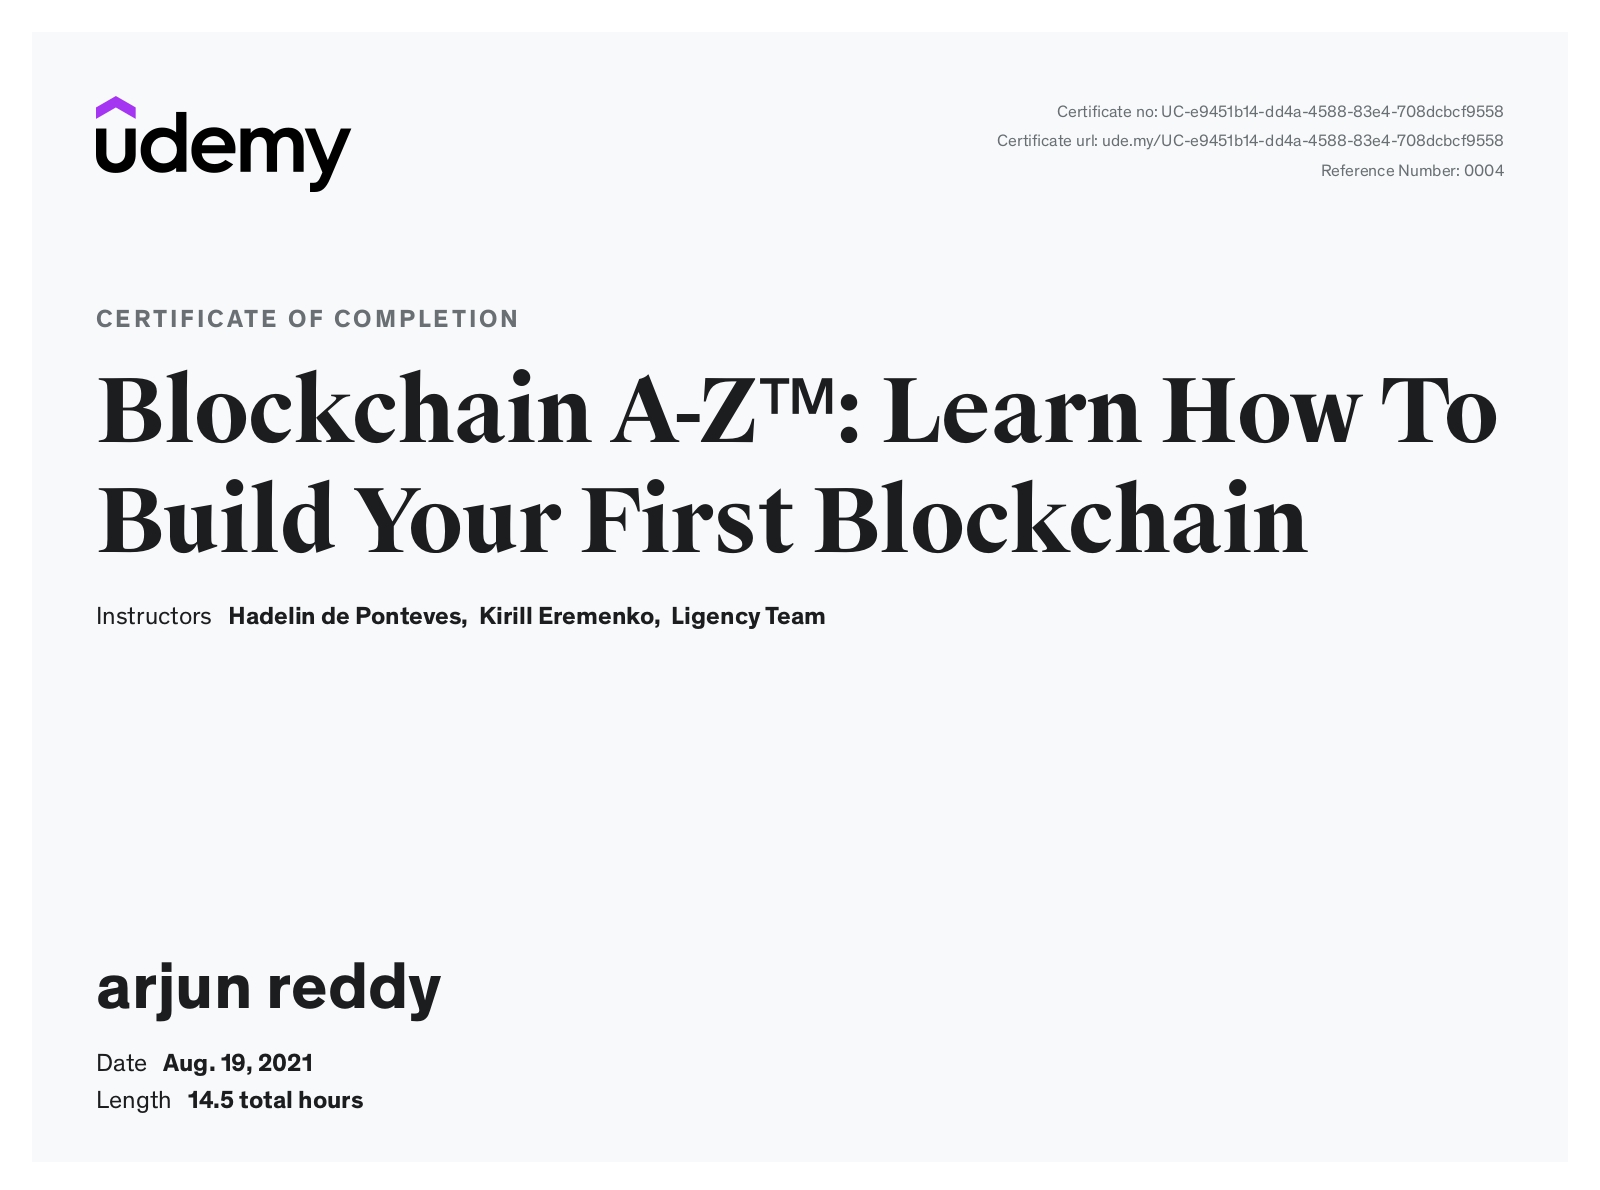 udemy
Certificate no: UC-e9451b14-dd4a-4588-83e4-708dcbcf9558
Certificate url: ude.my/UC-e9451b14-dd4a-4588-83e4-708dcbcf9558
Reference Number: 0004
CERTIFICATE OF COMPLETION
Blockchain A-Z™: Learn How To
Build Your First Blockchain
Instructors Hadelin de Ponteves, Kirill Eremenko, Ligency Team
arjun reddy
Date Aug. 19, 2021
Length 14.5 total hours